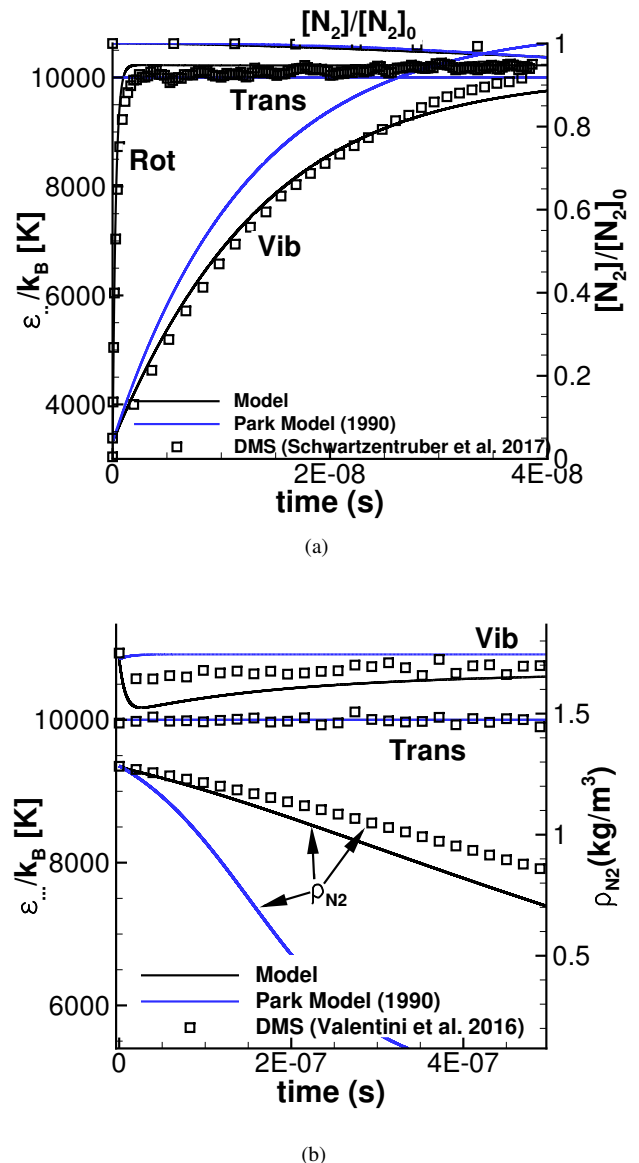 [N₂]/[N₂]₀
10000
8000
6000
4000
ε.../k_B [K]
1
0.8
0.6
0.4
0.2
0
[N₂]/[N₂]₀
Trans
Rot
Vib
Model
Park Model (1990)
DMS (Schwartzentruber et al. 2017)
0
2E-08
4E-08
time (s)
(a)
Vib
Trans
10000
8000
6000
ε.../k_B [K]
1.5
1
0.5
ρ_N2(kg/m³)
ρ_N2
Model
Park Model (1990)
DMS (Valentini et al. 2016)
0
2E-07
4E-07
time (s)
(b)